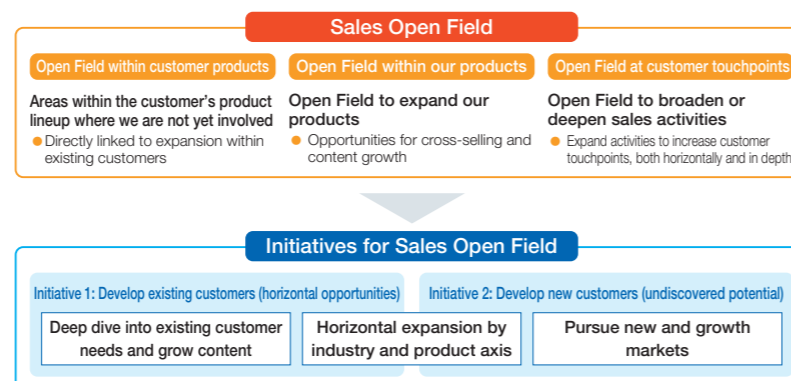 Sales Open Field
Open Field within customer products
Areas within the customer's product
lineup where we are not yet involved
Directly linked to expansion within
existing customers
Open Field within our products
Open Field to expand our
products
Opportunities for cross-selling and
content growth
Open Field at customer touchpoints
Open Field to broaden or
deepen sales activities
Expand activities to increase customer
touchpoints, both horizontally and in depth
Initiatives for Sales Open Field
Initiative 1: Develop existing customers (horizontal opportunities)
Initiative 2: Develop new customers (undiscovered potential)
Deep dive into existing customer
needs and grow content
Horizontal expansion by
industry and product axis
Pursue new and growth
markets